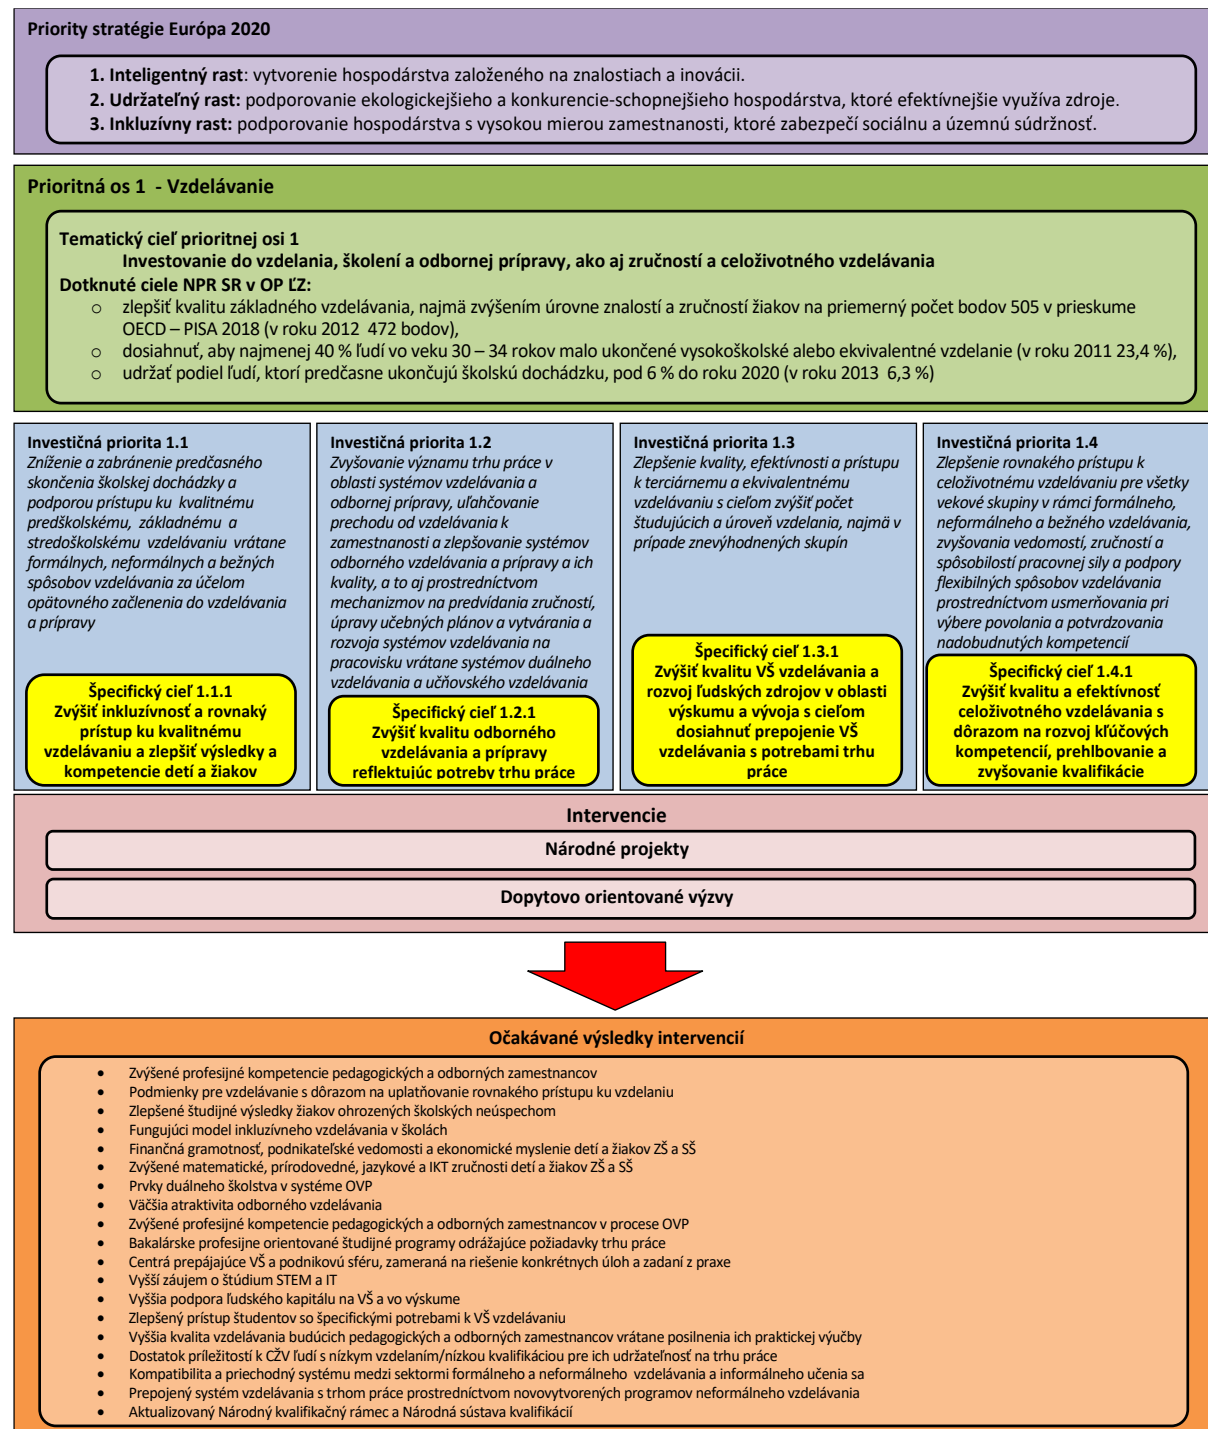 Priority stratégie Európa 2020
1. Inteligentný rast: vytvorenie hospodárstva založeného na znalostiach a inovácii.
2. Udržateľný rast: podporovanie ekologickejšieho a konkurencie-schopnejšieho hospodárstva, ktoré efektívnejšie využíva zdroje.
3. Inkluzívny rast: podporovanie hospodárstva s vysokou mierou zamestnanosti, ktoré zabezpečí sociálnu a územnú súdržnosť.
Prioritná os 1 - Vzdelávanie
Tematický cieľ prioritnej osi 1
Investovanie do vzdelania, školení a odbornej prípravy, ako aj zručností a celoživotného vzdelávania
Dotknuté ciele NPR SR v OP ĽZ:
o zlepšiť kvalitu základného vzdelávania, najmä zvýšením úrovne znalostí a zručností žiakov na priemerný počet bodov 505 v prieskume
OECD – PISA 2018 (v roku 2012 472 bodov),
o dosiahnuť, aby najmenej 40 % ľudí vo veku 30 – 34 rokov malo ukončené vysokoškolské alebo ekvivalentné vzdelanie (v roku 2011 23,4 %),
o udržať podiel ľudí, ktorí predčasne ukončujú školskú dochádzku, pod 6 % do roku 2020 (v roku 2013 6,3 %)
Investičná priorita 1.1
Zníženie a zabránenie predčasného
skončenia školskej dochádzky a
podporou prístupu ku kvalitnému
predškolskému, základnému a
stredoškolskému vzdelávaniu vrátane
formálnych, neformálnych a bežných
spôsobov vzdelávania za účelom
opätovného začlenenia do vzdelávania
a prípravy
Špecifický cieľ 1.1.1
Zvýšiť inkluzívnosť a rovnaký
prístup ku kvalitnému
vzdelávaniu a zlepšiť výsledky a
kompetencie detí a žiakov
Investičná priorita 1.2
Zvyšovanie významu trhu práce v
oblasti systémov vzdelávania a
odbornej prípravy, uľahčovanie
prechodu od vzdelávania k
zamestnanosti a zlepšovanie systémov
odborného vzdelávania a prípravy a ich
kvality, a to aj prostredníctvom
mechanizmov na predvídania zručností,
úpravy učebných plánov a vytvárania a
rozvoja systémov vzdelávania na
pracovisku vrátane systémov duálneho
vzdelávania a učňovského vzdelávania
Špecifický cieľ 1.2.1
Zvýšiť kvalitu odborného
vzdelávania a prípravy
reflektujúc potreby trhu práce
Investičná priorita 1.3
Zlepšenie kvality, efektívnosti a prístupu
k terciárnemu a ekvivalentnému
vzdelávaniu s cieľom zvýšiť počet
študujúcich a úroveň vzdelania, najmä v
prípade znevýhodnených skupín
Špecifický cieľ 1.3.1
Zvýšiť kvalitu VŠ vzdelávania a
rozvoj ľudských zdrojov v oblasti
výskumu a vývoja s cieľom
dosiahnuť prepojenie VŠ
vzdelávania s potrebami trhu
práce
Investičná priorita 1.4
Zlepšenie rovnakého prístupu k
celoživotnému vzdelávaniu pre všetky
vekové skupiny v rámci formálneho,
neformálneho a bežného vzdelávania,
zvyšovania vedomostí, zručností a
spôsobilostí pracovnej sily a podpory
flexibilných spôsobov vzdelávania
prostredníctvom usmerňovania pri
výbere povolania a potvrdzovania
nadobudnutých kompetencií
Špecifický cieľ 1.4.1
Zvýšiť kvalitu a efektívnosť
celoživotného vzdelávania s
dôrazom na rozvoj kľúčových
kompetencií, prehlbovanie a
zvyšovanie kvalifikácie
Intervencie
Národné projekty
Dopytovo orientované výzvy
Očakávané výsledky intervencií
• Zvýšené profesijné kompetencie pedagogických a odborných zamestnancov
• Podmienky pre vzdelávanie s dôrazom na uplatňovanie rovnakého prístupu ku vzdelaniu
• Zlepšené študijné výsledky žiakov ohrozených školských neúspechom
• Fungujúci model inkluzívneho vzdelávania v školách
• Finančná gramotnosť, podnikateľské vedomosti a ekonomické myslenie detí a žiakov ZŠ a SŠ
• Zvýšené matematické, prírodovedné, jazykové a IKT zručnosti detí a žiakov ZŠ a SŠ
• Prvky duálneho školstva v systéme OVP
• Väčšia atraktivita odborného vzdelávania
• Zvýšené profesijné kompetencie pedagogických a odborných zamestnancov v procese OVP
• Bakalárske profesijne orientované študijné programy odrážajúce požiadavky trhu práce
• Centrá prepájajúce VŠ a podnikovú sféru, zameraná na riešenie konkrétnych úloh a zadaní z praxe
• Vyšší záujem o štúdium STEM a IT
• Vyššia podpora ľudského kapitálu na VŠ a vo výskume
• Zlepšený prístup študentov so špecifickými potrebami k VŠ vzdelávaniu
• Vyššia kvalita vzdelávania budúcich pedagogických a odborných zamestnancov vrátane posilnenia ich praktickej výučby
• Dostatok príležitostí k CŽV ľudí s nízkym vzdelaním/nízkou kvalifikáciou pre ich udržateľnosť na trhu práce
• Kompatibilita a priechodný systému medzi sektormi formálneho a neformálneho vzdelávania a informálneho učenia sa
• Prepojený systém vzdelávania s trhom práce prostredníctvom novovytvorených programov neformálneho vzdelávania
• Aktualizovaný Národný kvalifikačný rámec a Národná sústava kvalifikácií